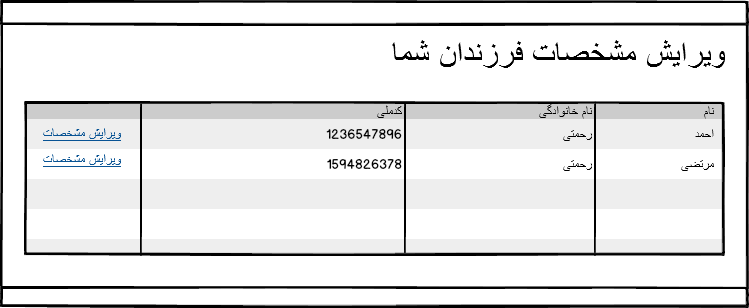 ویرایش مشخصات فرزندان شما
نام نام خانوادگی کدملی
احمد رحمتی 1236547896 ویرایش مشخصات
مرتضی رحمتی 1594826378 ویرایش مشخصات